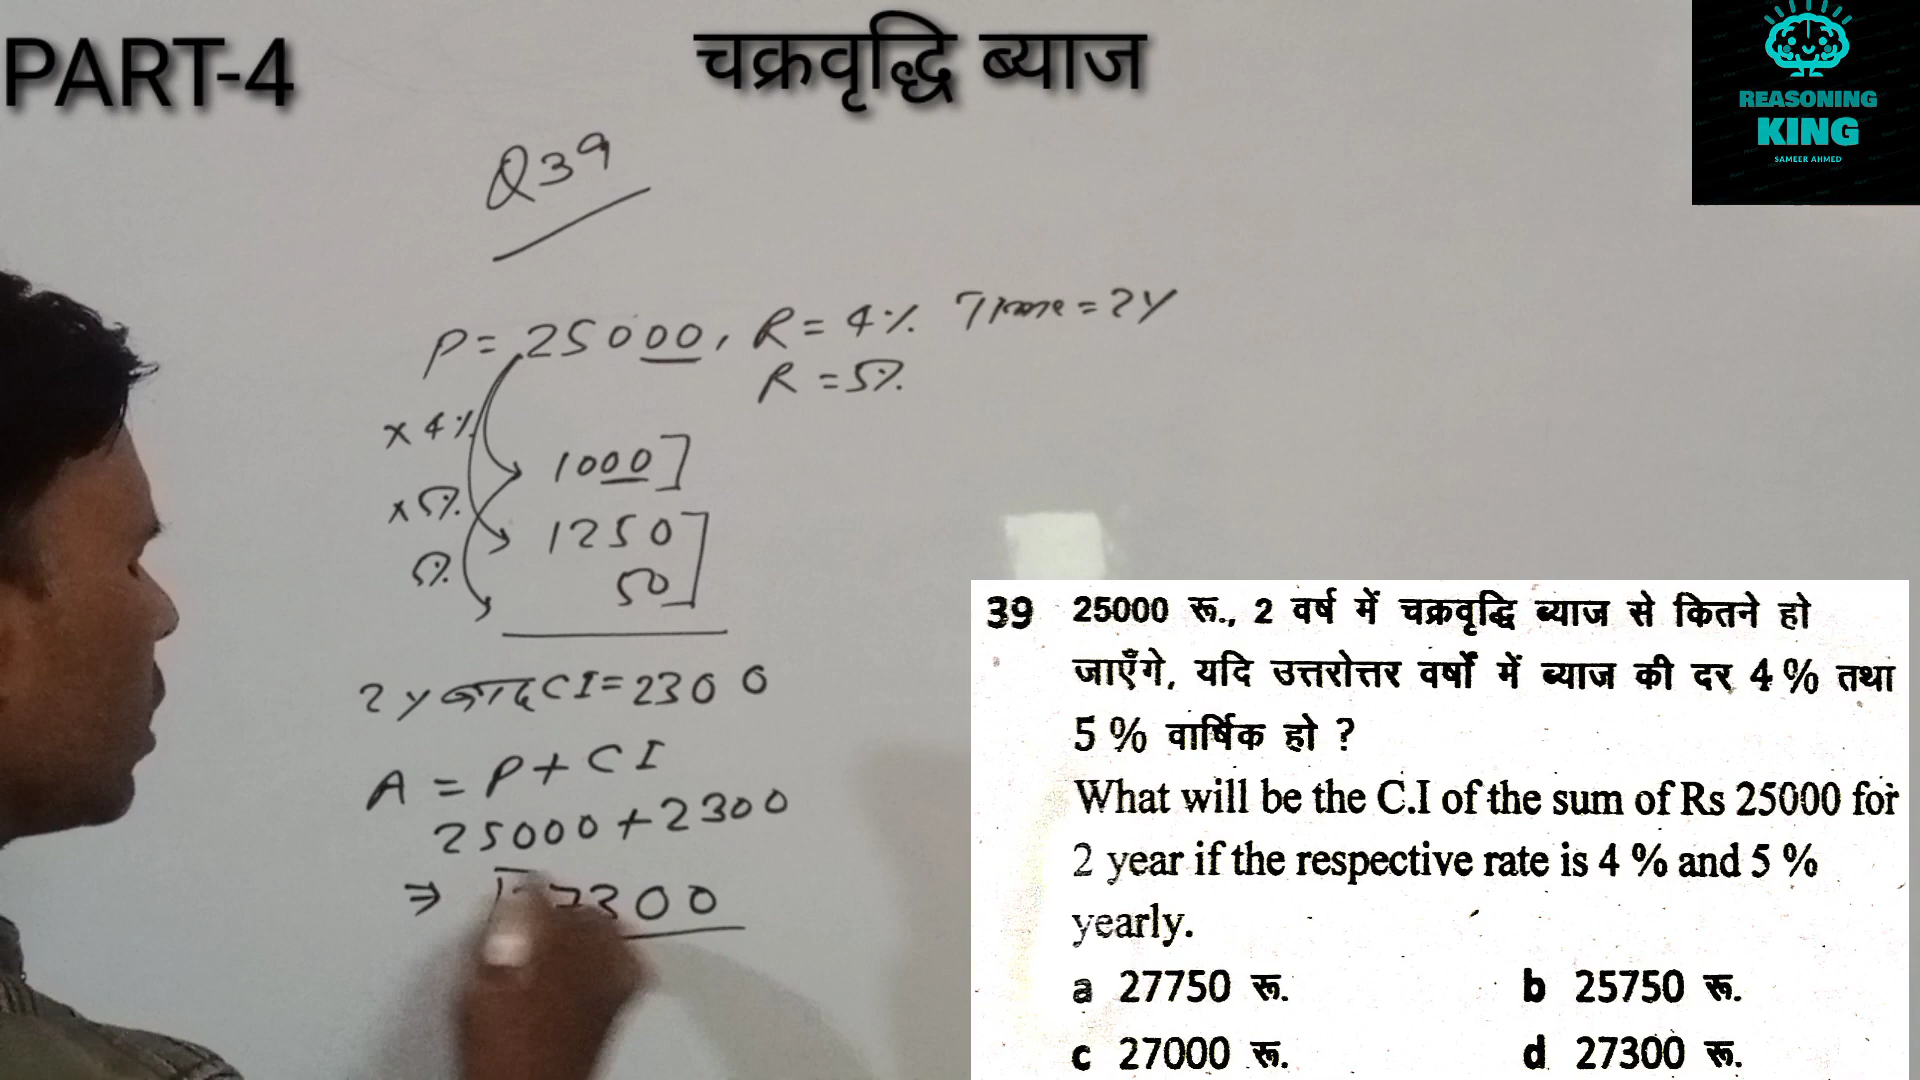 PART-4
चक्रवृद्धि ब्याज
REASONING
KING
SAMEER AHMED
Q39
P = 25000, R = 4% Time = 2y
R = 5%
x 4%
1000]
x 5%
1250]
5%
50
2y बाद CI = 2300
A = P + CI
25000 + 2300
⇒ 27300
39 25000 रू., 2 वर्ष में चक्रवृद्धि ब्याज से कितने हो
जाएँगे, यदि उत्तरोत्तर वर्षों में ब्याज की दर 4 % तथा
5 % वार्षिक हो ?
What will be the C.I of the sum of Rs 25000 for
2 year if the respective rate is 4 % and 5 %
yearly.
a 27750 रू. b 25750 रू.
c 27000 रू. d 27300 रू.